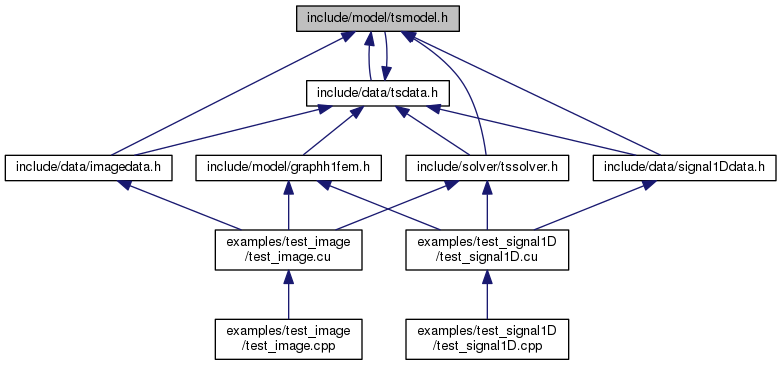 include/model/tsmodel.h
include/data/tsdata.h
include/data/imagedata.h
include/model/graphh1fem.h
include/solver/tssolver.h
include/data/signal1Ddata.h
examples/test_image
/test_image.cu
examples/test_signal1D
/test_signal1D.cu
examples/test_image
/test_image.cpp
examples/test_signal1D
/test_signal1D.cpp